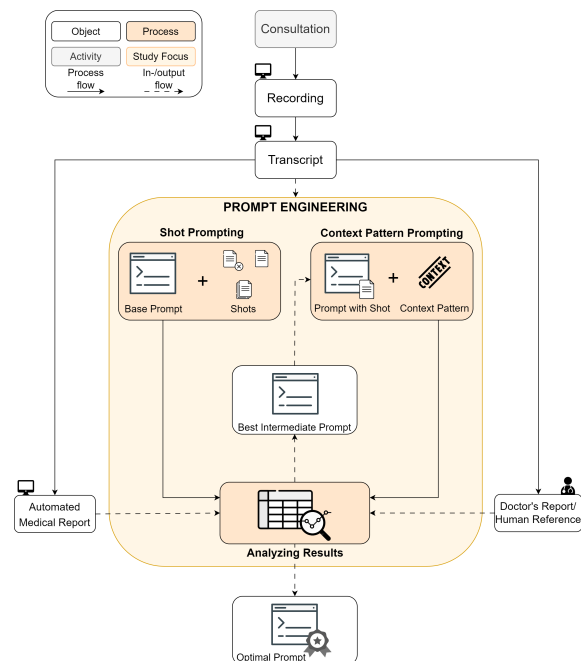 Object
Process
Activity
Study Focus
Process
flow
In-/output
flow
Consultation
Recording
Transcript
PROMPT ENGINEERING
Shot Prompting
Context Pattern Prompting
Base Prompt
+
Shots
Prompt with Shot
+
CONTEXT
Context Pattern
Best Intermediate Prompt
Automated
Medical Report
Doctor's Report/
Human Reference
Analyzing Results
Optimal Prompt